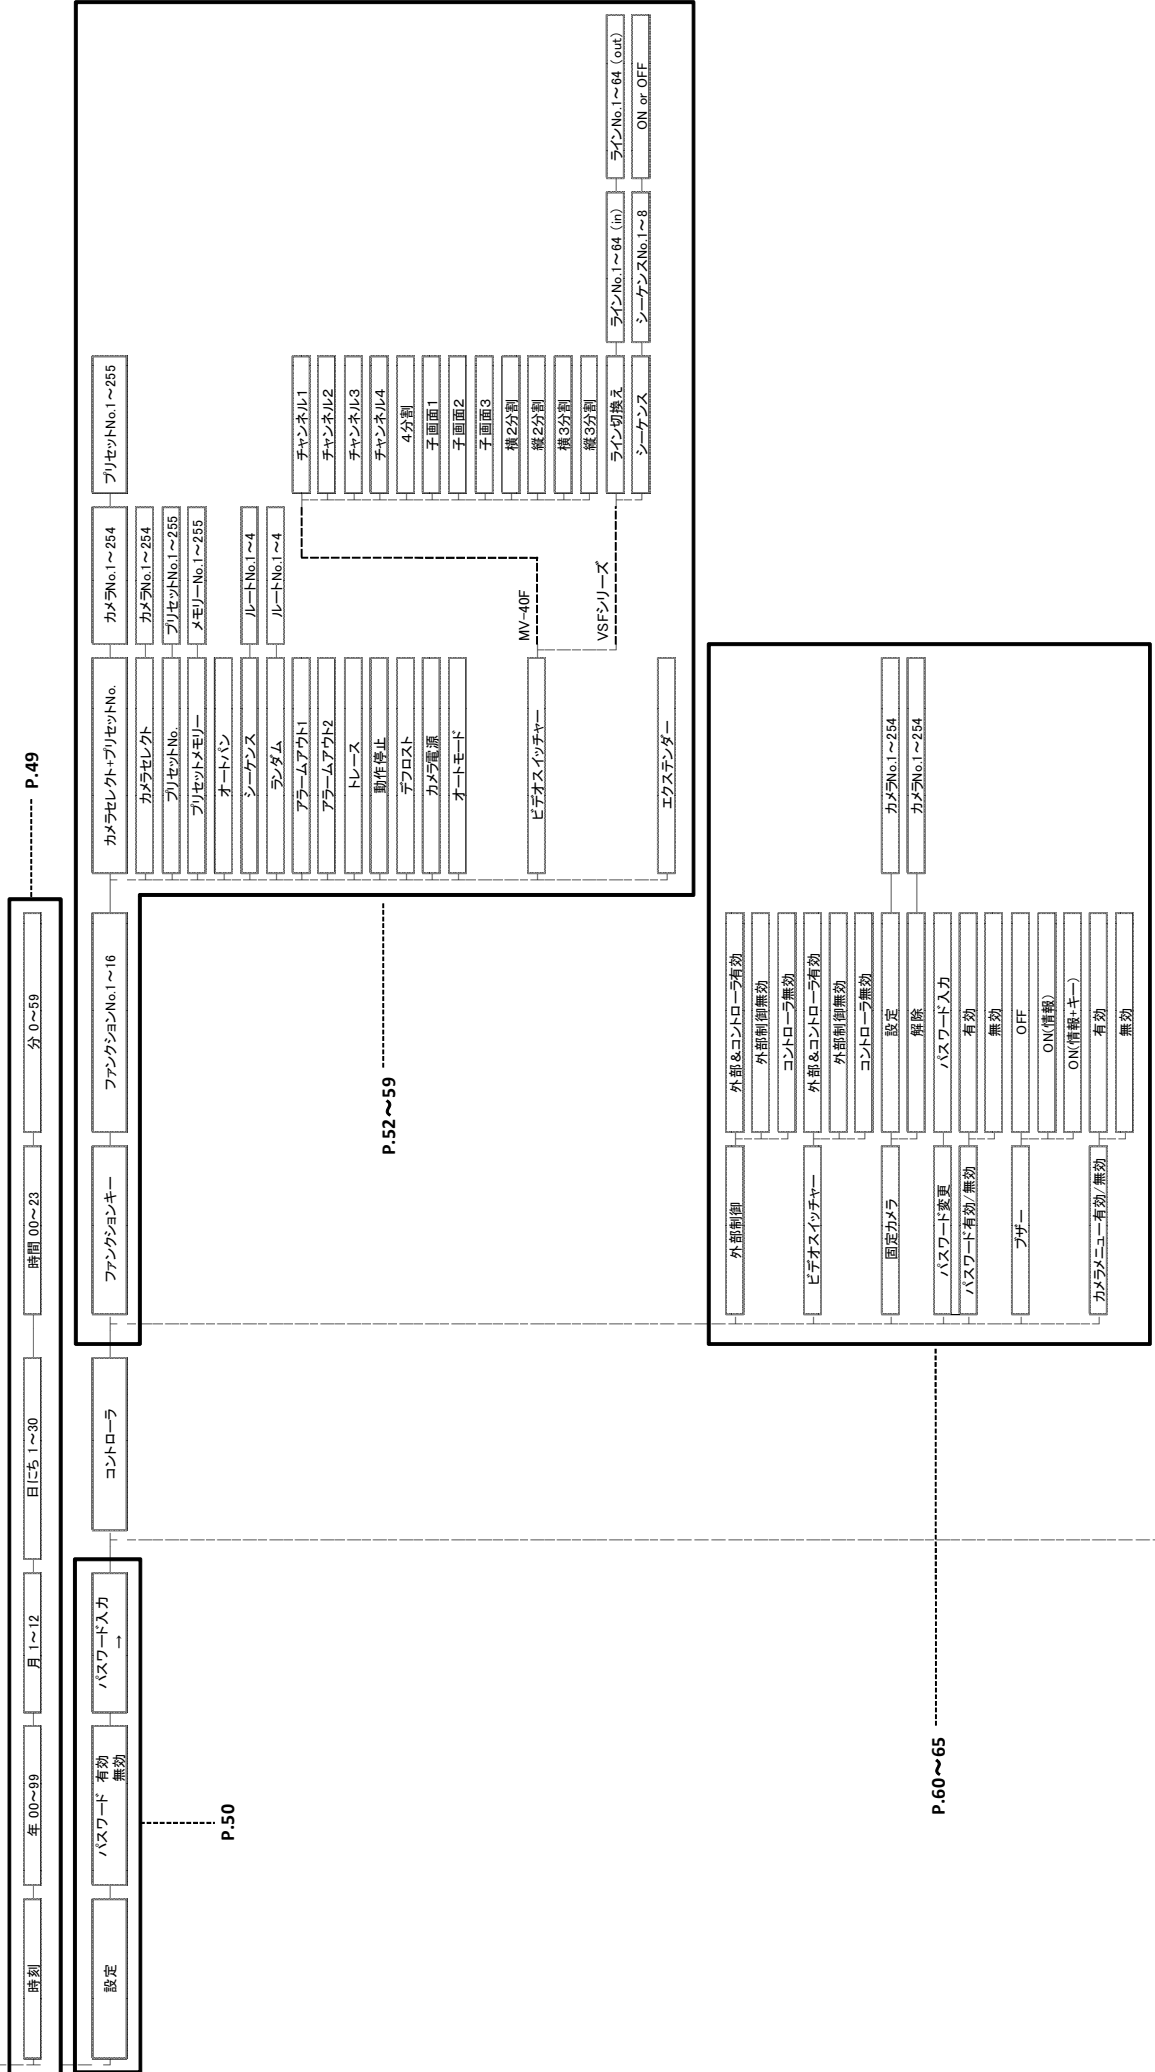 時刻
年 00～99
月 1～12
日にち 1～30
時間 00～23
分 0～59
P.49
設定
パスワード 有効
無効
パスワード入力
→
P.50
コントローラ
ファンクションキー
ファンクションNo.1～16
P.52～59
カメラセレクト+プリセットNo.
カメラNo.1～254
プリセットNo.1～255
カメラセレクト
カメラNo.1～254
プリセットNo.
プリセットNo.1～255
プリセットメモリー
メモリーNo.1～255
オートパン
シーケンス
ルートNo.1～4
ランダム
ルートNo.1～4
アラームアウト1
アラームアウト2
トレース
動作停止
デフロスト
カメラ電源
オートモード
ビデオスイッチャー
MV-40F
チャンネル1
チャンネル2
チャンネル3
チャンネル4
4分割
子画面1
子画面2
子画面3
横2分割
縦2分割
横3分割
縦3分割
VSFシリーズ
ライン切換え
ラインNo.1～64 (in)
ラインNo.1～64 (out)
シーケンス
シーケンスNo.1～8
ON or OFF
エクステンダー
P.60～65
外部制御
外部&コントローラ有効
外部制御無効
コントローラ無効
ビデオスイッチャー
外部&コントローラ有効
外部制御無効
コントローラ無効
固定カメラ
設定
カメラNo.1～254
解除
カメラNo.1～254
パスワード変更
パスワード入力
パスワード有効/無効
有効
無効
ブザー
OFF
ON(情報)
ON(情報+キー)
カメラメニュー有効/無効
有効
無効